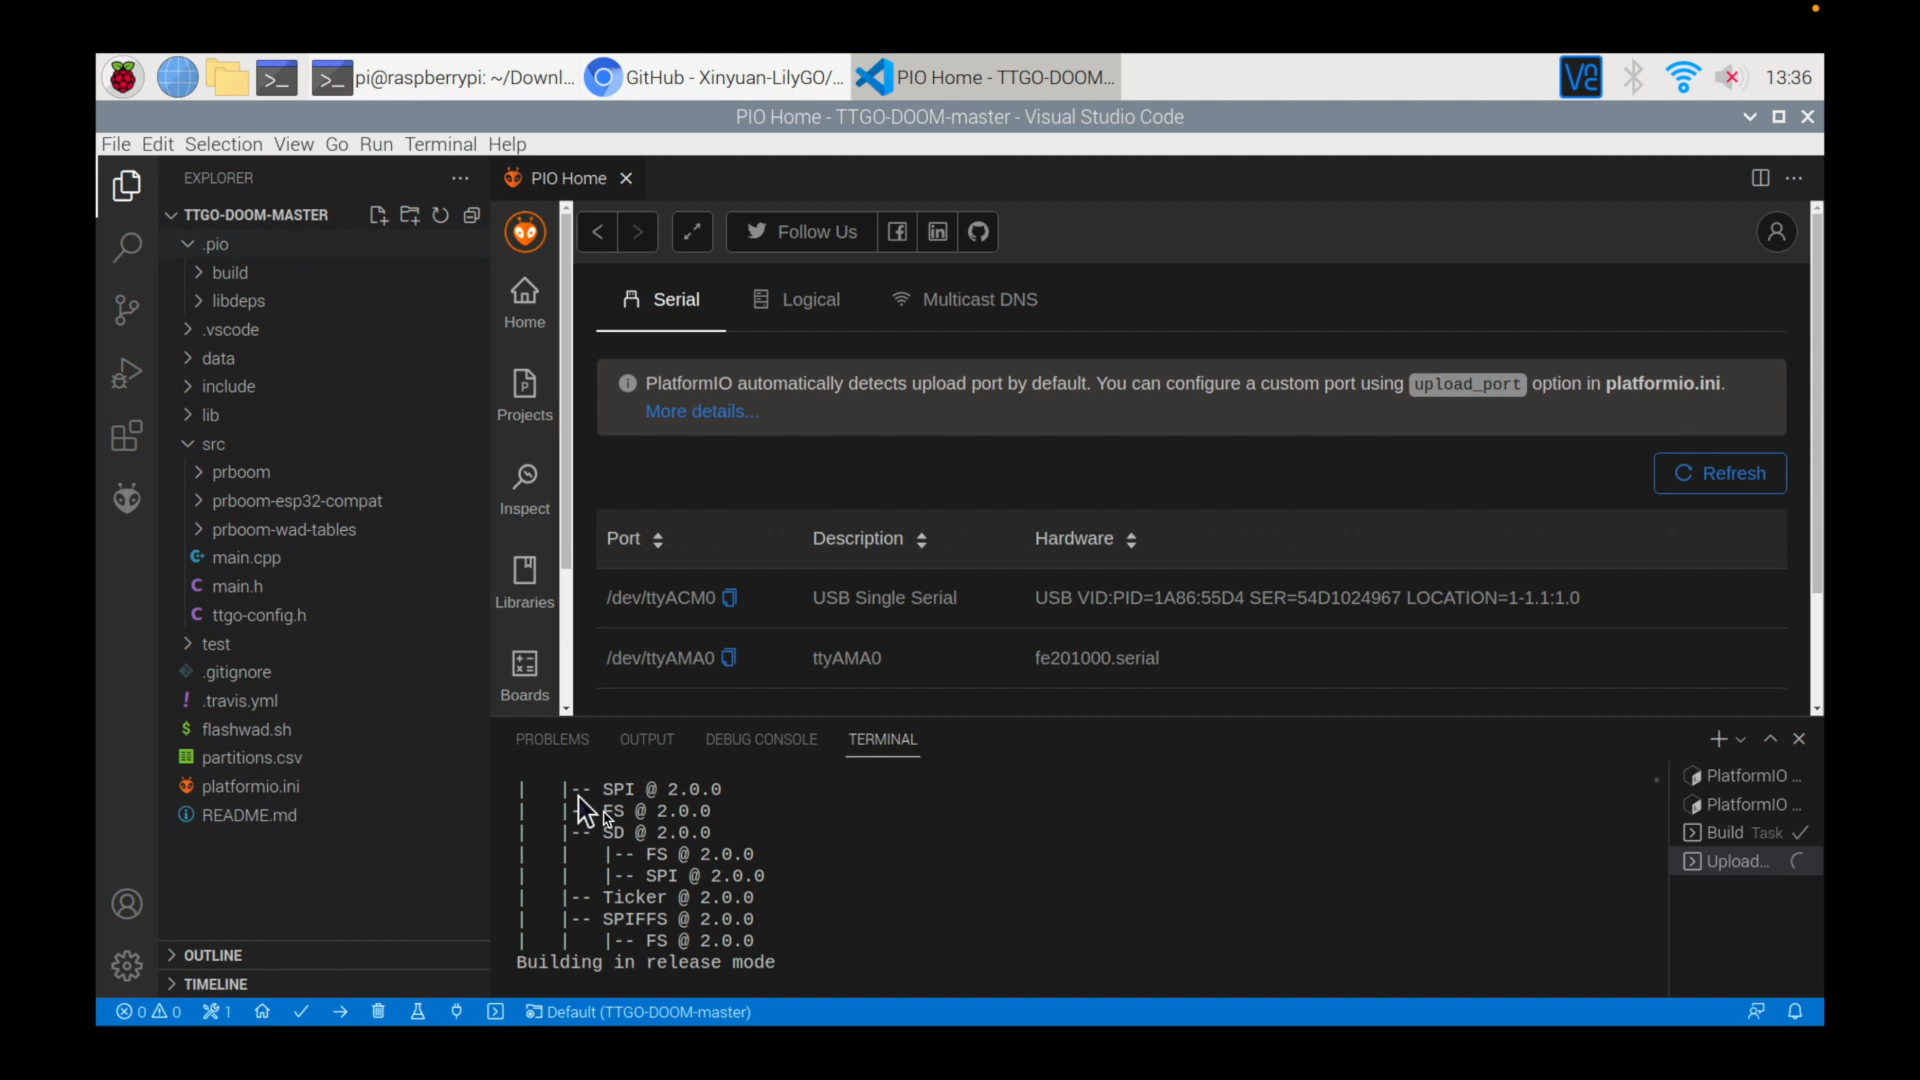 pi@raspberrypi: ~/Downl...
GitHub - Xinyuan-LilyGO/...
PIO Home - TTGO-DOOM...
13:36
PIO Home - TTGO-DOOM-master - Visual Studio Code
File Edit Selection View Go Run Terminal Help
EXPLORER
TTGO-DOOM-MASTER
.pio
build
libdeps
.vscode
data
include
lib
src
prboom
prboom-esp32-compat
prboom-wad-tables
main.cpp
main.h
ttgo-config.h
test
.gitignore
.travis.yml
flashwad.sh
partitions.csv
platformio.ini
README.md
OUTLINE
TIMELINE
PIO Home
Home
Projects
Inspect
Libraries
Boards
Follow Us
Serial Logical Multicast DNS
PlatformIO automatically detects upload port by default. You can configure a custom port using upload_port option in platformio.ini.
More details...
Refresh
Port Description Hardware
/dev/ttyACM0 USB Single Serial USB VID:PID=1A86:55D4 SER=54D1024967 LOCATION=1-1.1:1.0
/dev/ttyAMA0 ttyAMA0 fe201000.serial
PROBLEMS OUTPUT DEBUG CONSOLE TERMINAL
|   |-- SPI @ 2.0.0
|   |-- FS @ 2.0.0
|   |-- SD @ 2.0.0
|   |   |-- FS @ 2.0.0
|   |   |-- SPI @ 2.0.0
|   |-- Ticker @ 2.0.0
|   |-- SPIFFS @ 2.0.0
|   |   |-- FS @ 2.0.0
Building in release mode
PlatformIO ...
PlatformIO ...
Build Task
Upload...
0 0 1 Default (TTGO-DOOM-master)